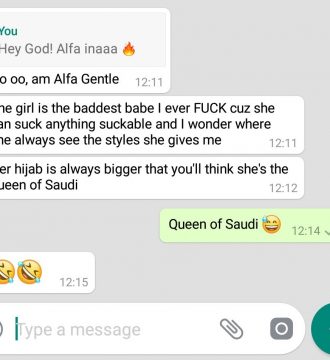 You
Hey God! Alfa inaaa 🔥
o oo, am Alfa Gentle
12:11
he girl is the baddest babe I ever FUCK cuz she
an suck anything suckable and I wonder where
he always see the styles she gives me
12:11
er hijab is always bigger that you'll think she's the
ueen of Saudi
12:12
Queen of Saudi 😅
12:14
🤣🤣
12:15
Type a message